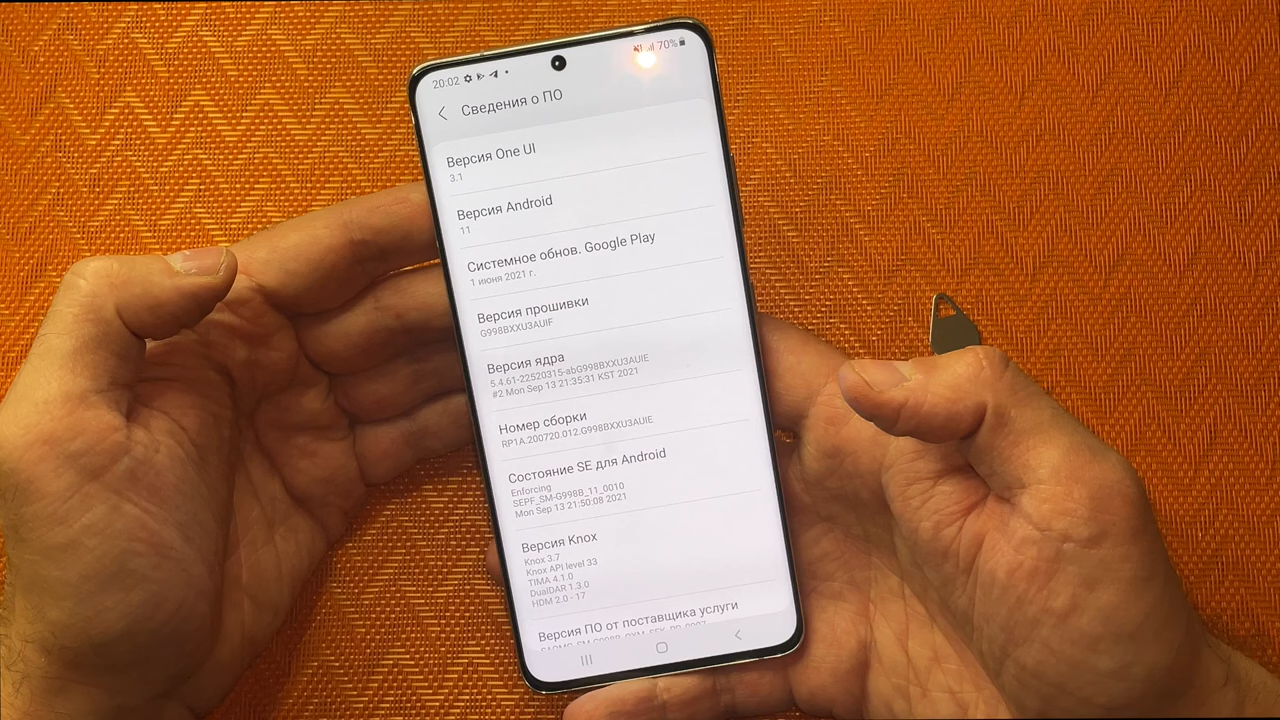 20:02
70%
Сведения о ПО
Версия One UI
3.1
Версия Android
11
Системное обнов. Google Play
1 июня 2021 г.
Версия прошивки
G998BXXU3AUIF
Версия ядра
5.4.61-22520315-abG998BXXU3AUIE
#2 Mon Sep 13 21:35:31 KST 2021
Номер сборки
RP1A.200720.012.G998BXXU3AUIE
Состояние SE для Android
Enforcing
SEPF_SM-G998B_11_0010
Mon Sep 13 21:50:08 2021
Версия Knox
Knox 3.7
Knox API level 33
TIMA 4.1.0
DualDAR 1.3.0
HDM 2.0 - 17
Версия ПО от поставщика услуги